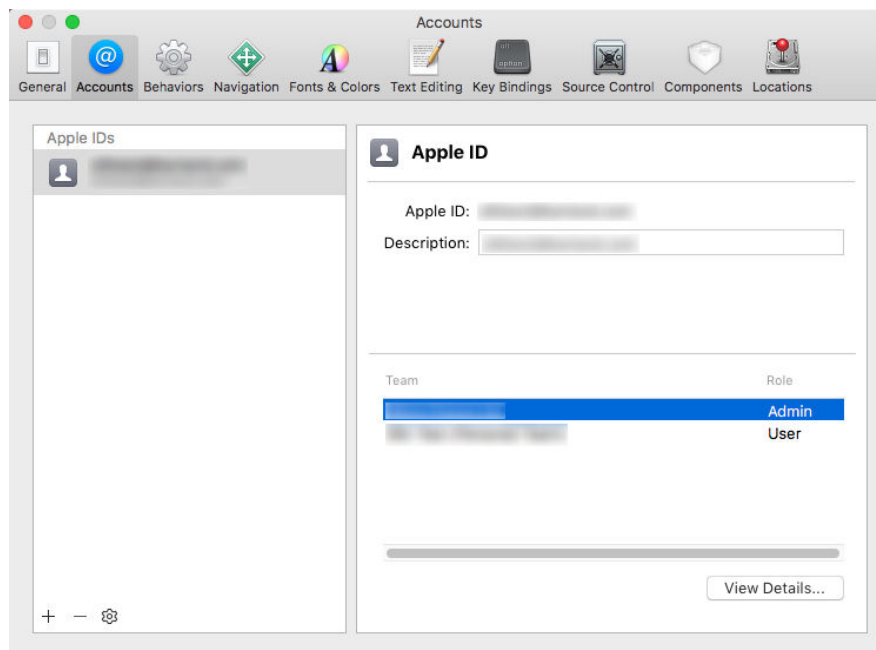 Accounts
General Accounts Behaviors Navigation Fonts & Colors Text Editing Key Bindings Source Control Components Locations
Apple IDs
Apple ID
Apple ID:
Description:
Team Role
Admin
User
View Details...